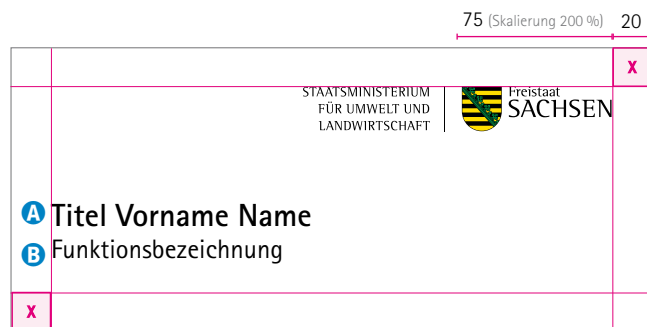 75 (Skalierung 200 %) 20
X
STAATSMINISTERIUM
FÜR UMWELT UND
LANDWIRTSCHAFT
Freistaat
SACHSEN
A Titel Vorname Name
B Funktionsbezeichnung
X